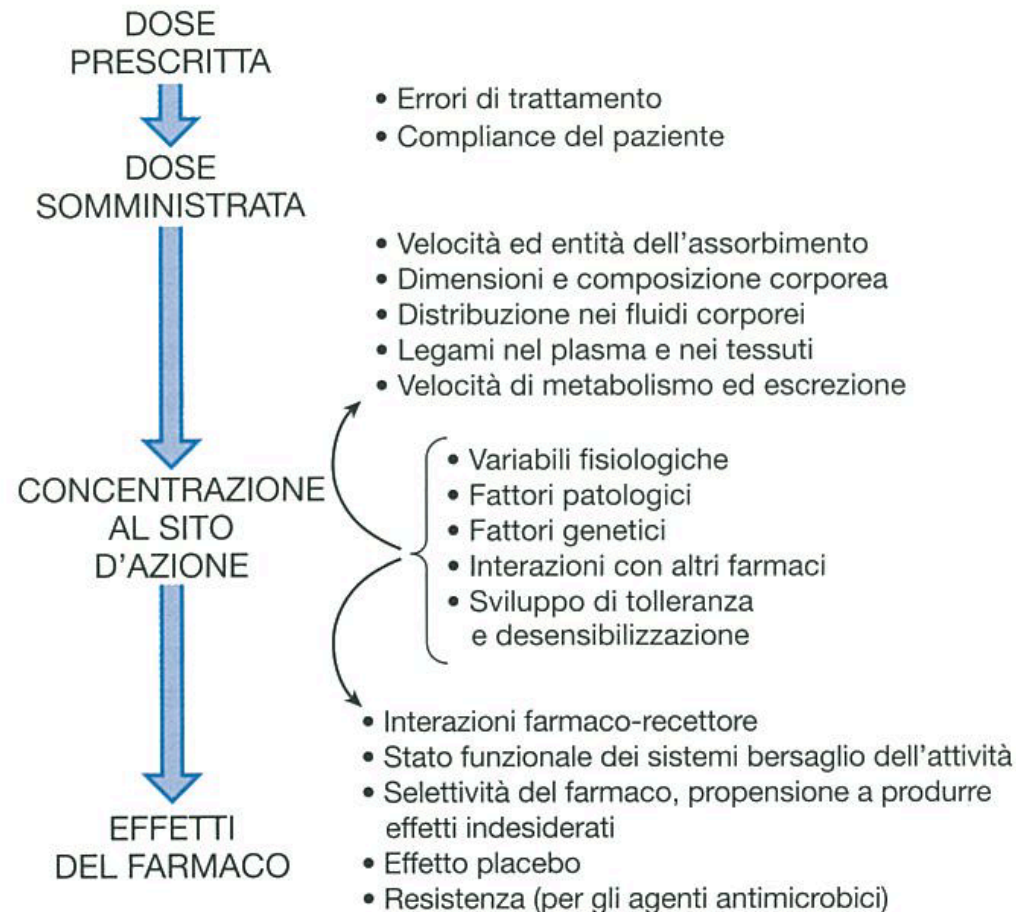 DOSE
PRESCRITTA
• Errori di trattamento
• Compliance del paziente
DOSE
SOMMINISTRATA
• Velocità ed entità dell'assorbimento
• Dimensioni e composizione corporea
• Distribuzione nei fluidi corporei
• Legami nel plasma e nei tessuti
• Velocità di metabolismo ed escrezione
CONCENTRAZIONE
AL SITO
D'AZIONE
• Variabili fisiologiche
• Fattori patologici
• Fattori genetici
• Interazioni con altri farmaci
• Sviluppo di tolleranza
e desensibilizzazione
• Interazioni farmaco-recettore
• Stato funzionale dei sistemi bersaglio dell'attività
• Selettività del farmaco, propensione a produrre
effetti indesiderati
• Effetto placebo
• Resistenza (per gli agenti antimicrobici)
EFFETTI
DEL FARMACO